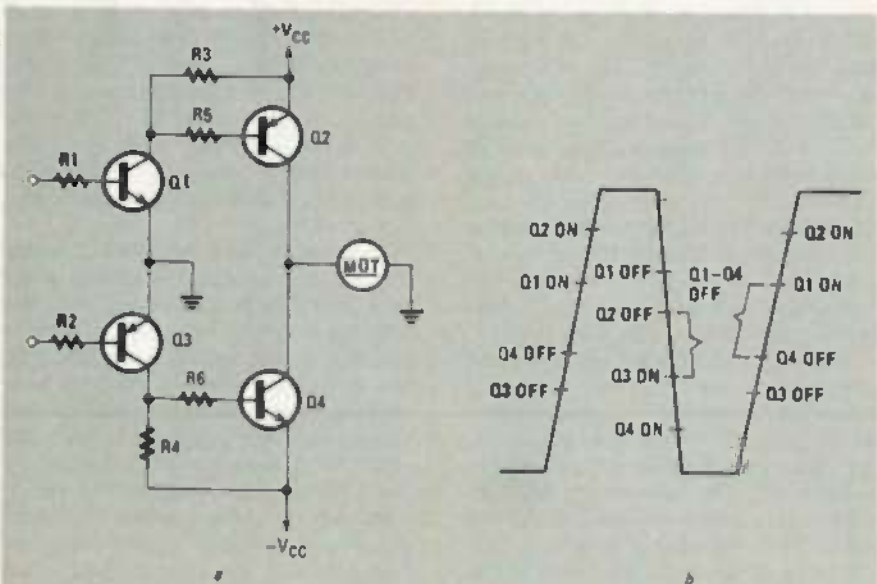 +VCC
R3
R5
Q2
R1
Q1
MOT
R2
Q3
R6
Q4
R4
-VCC
a
Q2 ON
Q1 ON
Q4 OFF
Q3 OFF
Q1 OFF
Q2 OFF
Q3 ON
Q4 ON
Q1-Q4
OFF
Q2 ON
Q1 ON
Q4 OFF
Q3 OFF
b